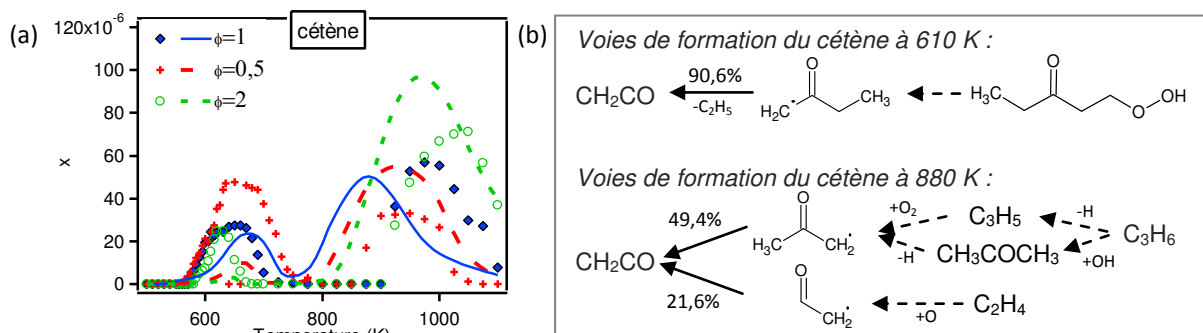 (a)
120x10-6
100
80
60
40
20
0
x
cétène
ϕ=1
ϕ=0,5
ϕ=2
600
800
1000
Temperature (K)
(b)
Voies de formation du cétène à 610 K :
CH2CO
90,6%
-C2H5
O
H2C
CH3
H3C
O
O
OH
Voies de formation du cétène à 880 K :
CH2CO
49,4%
21,6%
O
H3C
CH2
+O2
-H
C3H5
CH3COCH3
-H
+OH
C3H6
O
CH2
+O
C2H4